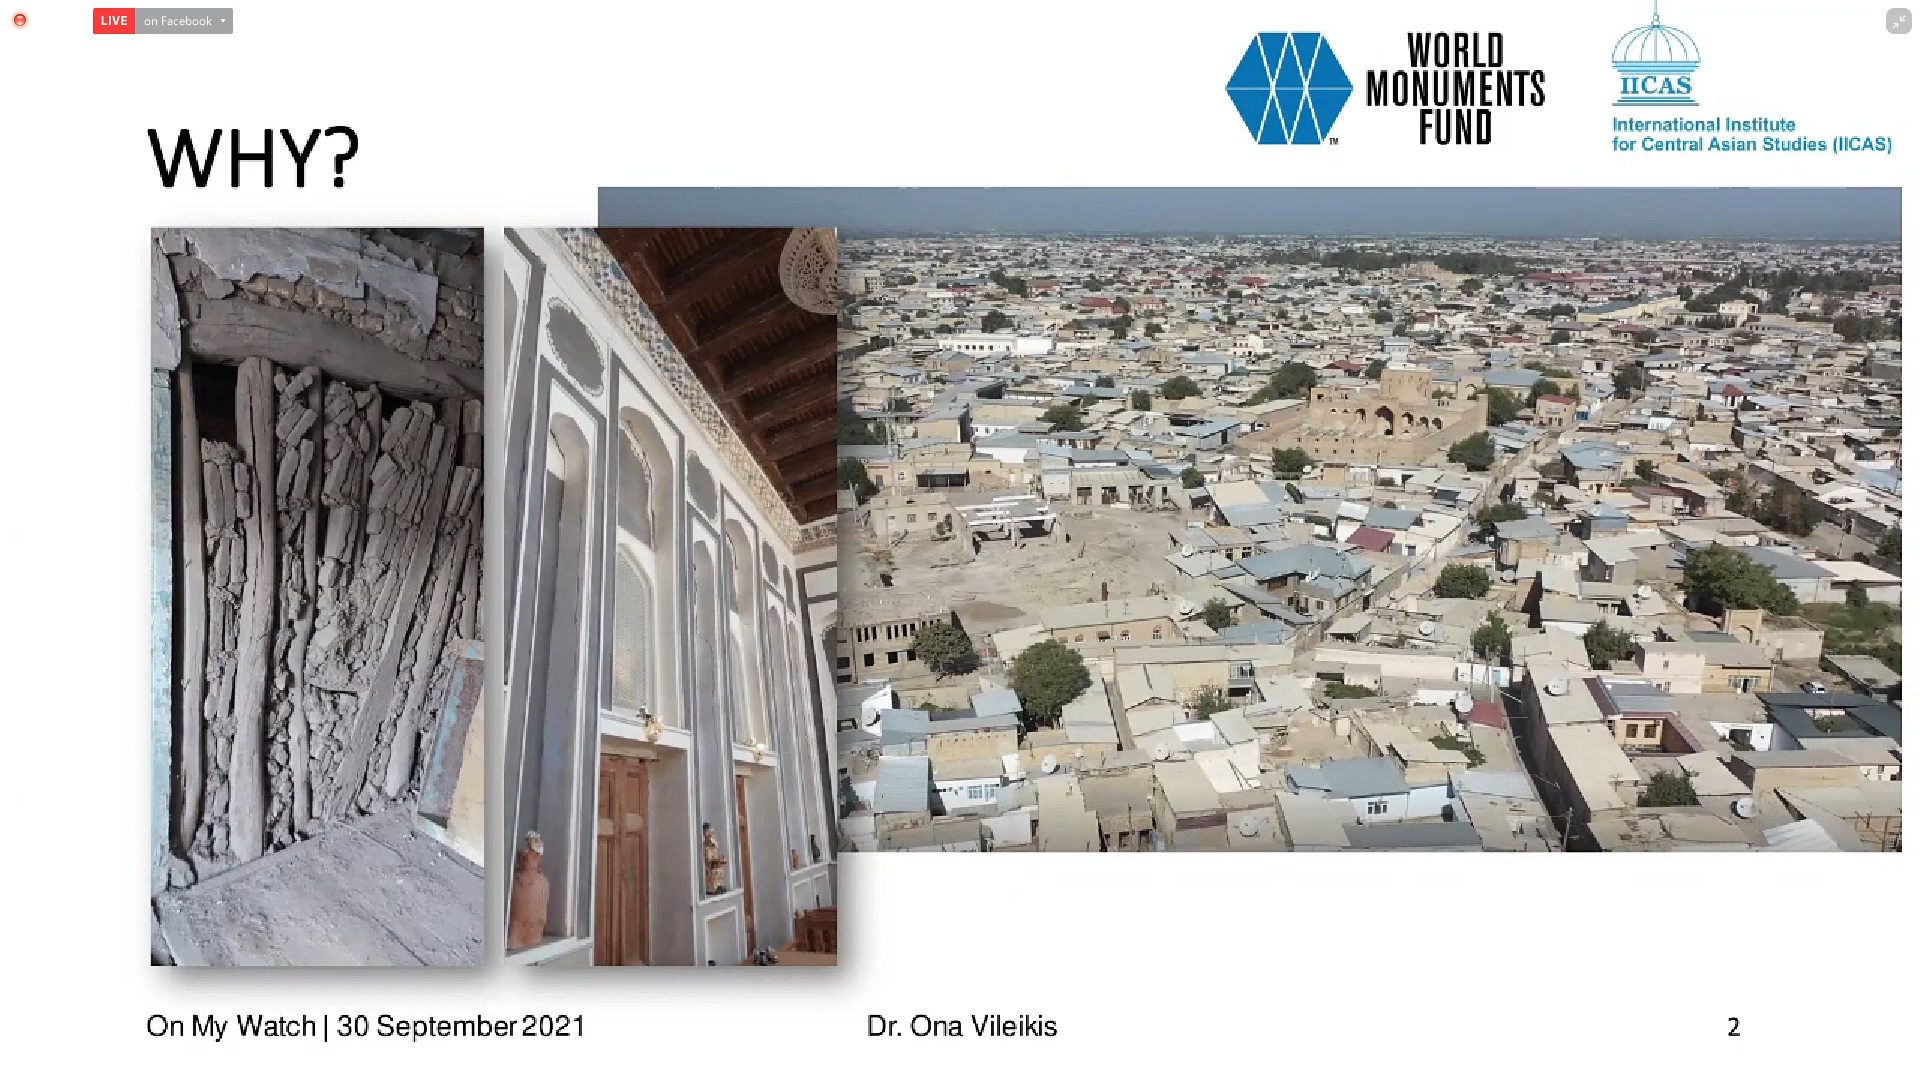 LIVE on Facebook
WORLD
MONUMENTS
FUND
TM
IICAS
International Institute
for Central Asian Studies (IICAS)
WHY?
On My Watch | 30 September 2021
Dr. Ona Vileikis
2